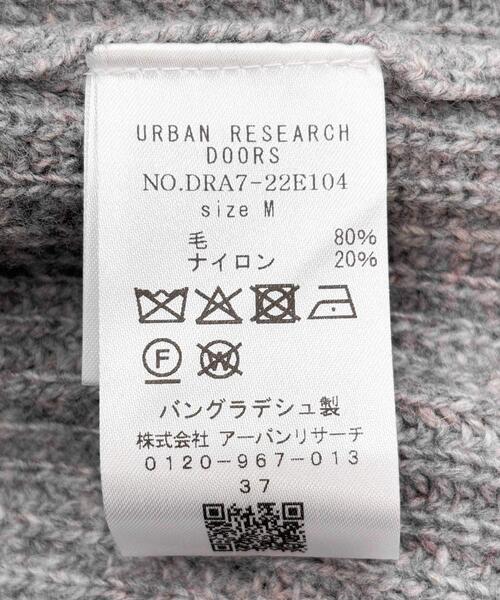 URBAN RESEARCH
DOORS
NO.DRA7-22E104
size M
毛 80%
ナイロン 20%
F
W
バングラデシュ製
株式会社 アーバンリサーチ
0120-967-013
37